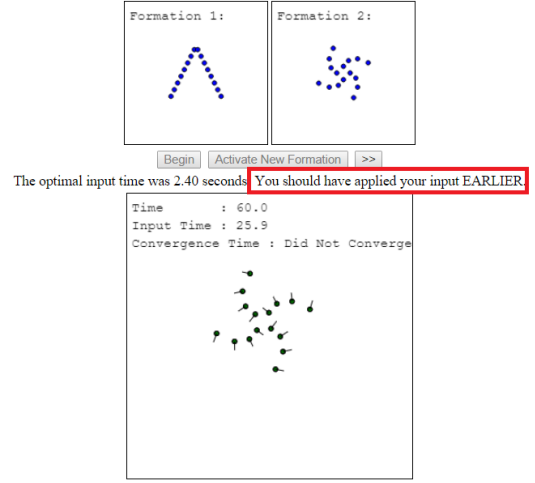 Formation 1:
Formation 2:
Begin Activate New Formation >>
The optimal input time was 2.40 seconds. You should have applied your input EARLIER.
Time : 60.0
Input Time : 25.9
Convergence Time : Did Not Converge